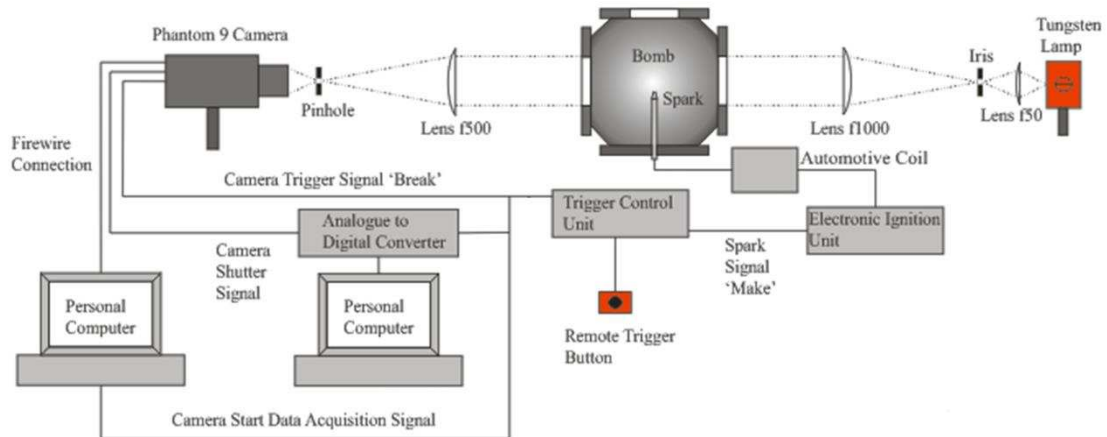 Tungsten
Lamp
Phantom 9 Camera
Bomb
Iris
Spark
Pinhole
Lens f500
Lens f1000
Lens f50
Firewire
Connection
Automotive Coil
Camera Trigger Signal ‘Break’
Trigger Control
Unit
Electronic Ignition
Unit
Analogue to
Digital Converter
Camera
Shutter
Signal
Spark
Signal
‘Make’
Personal
Computer
Personal
Computer
Remote Trigger
Button
Camera Start Data Acquisition Signal